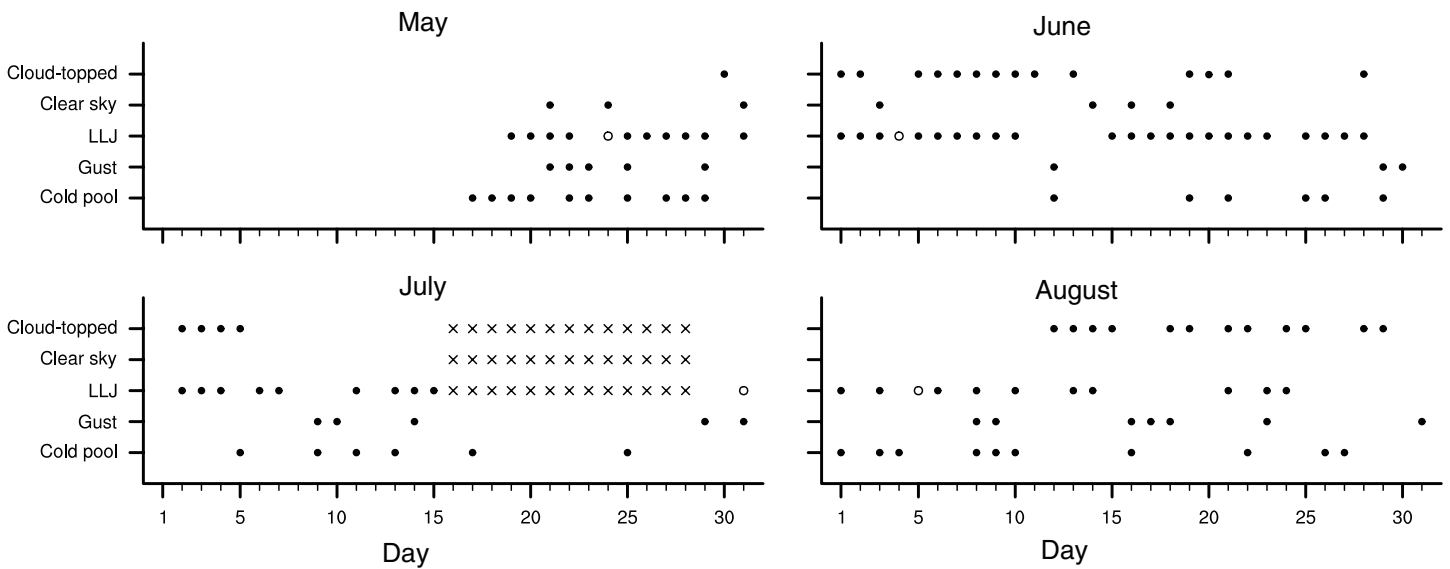 May
June
Cloud-topped
Clear sky
LLJ
Gust
Cold pool
July
August
Cloud-topped
Clear sky
LLJ
Gust
Cold pool
1 5 10 15 20 25 30
1 5 10 15 20 25 30
Day
Day